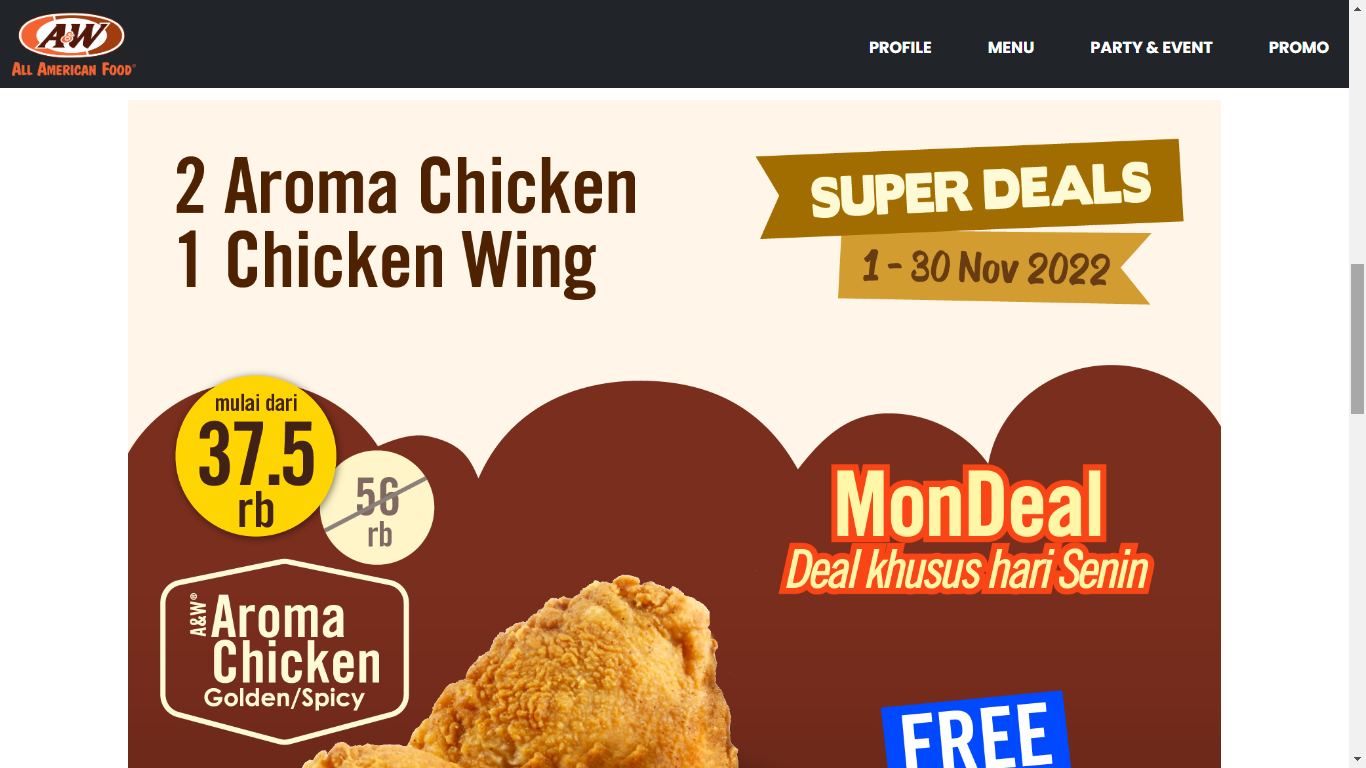 A&W
ALL AMERICAN FOOD
PROFILE
MENU
PARTY & EVENT
PROMO
2 Aroma Chicken
1 Chicken Wing
SUPER DEALS
1 - 30 Nov 2022
mulai dari
37.5
rb
56
rb
MonDeal
Deal khusus hari Senin
A&W®
Aroma
Chicken
Golden/Spicy
FREE